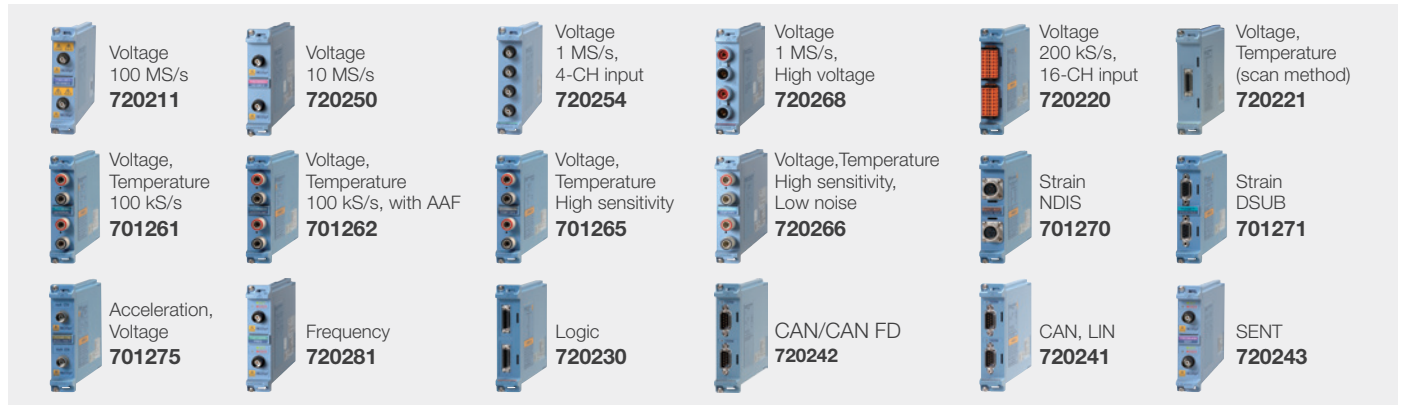 Voltage
100 MS/s
720211
Voltage
10 MS/s
720250
Voltage
1 MS/s,
4-CH input
720254
Voltage
1 MS/s,
High voltage
720268
Voltage
200 kS/s,
16-CH input
720220
Voltage,
Temperature
(scan method)
720221
Voltage,
Temperature
100 kS/s
701261
Voltage,
Temperature
100 kS/s, with AAF
701262
Voltage,
Temperature
High sensitivity
701265
Voltage,Temperature
High sensitivity,
Low noise
720266
Strain
NDIS
701270
Strain
DSUB
701271
Acceleration,
Voltage
701275
Frequency
720281
Logic
720230
CAN/CAN FD
720242
CAN, LIN
720241
SENT
720243